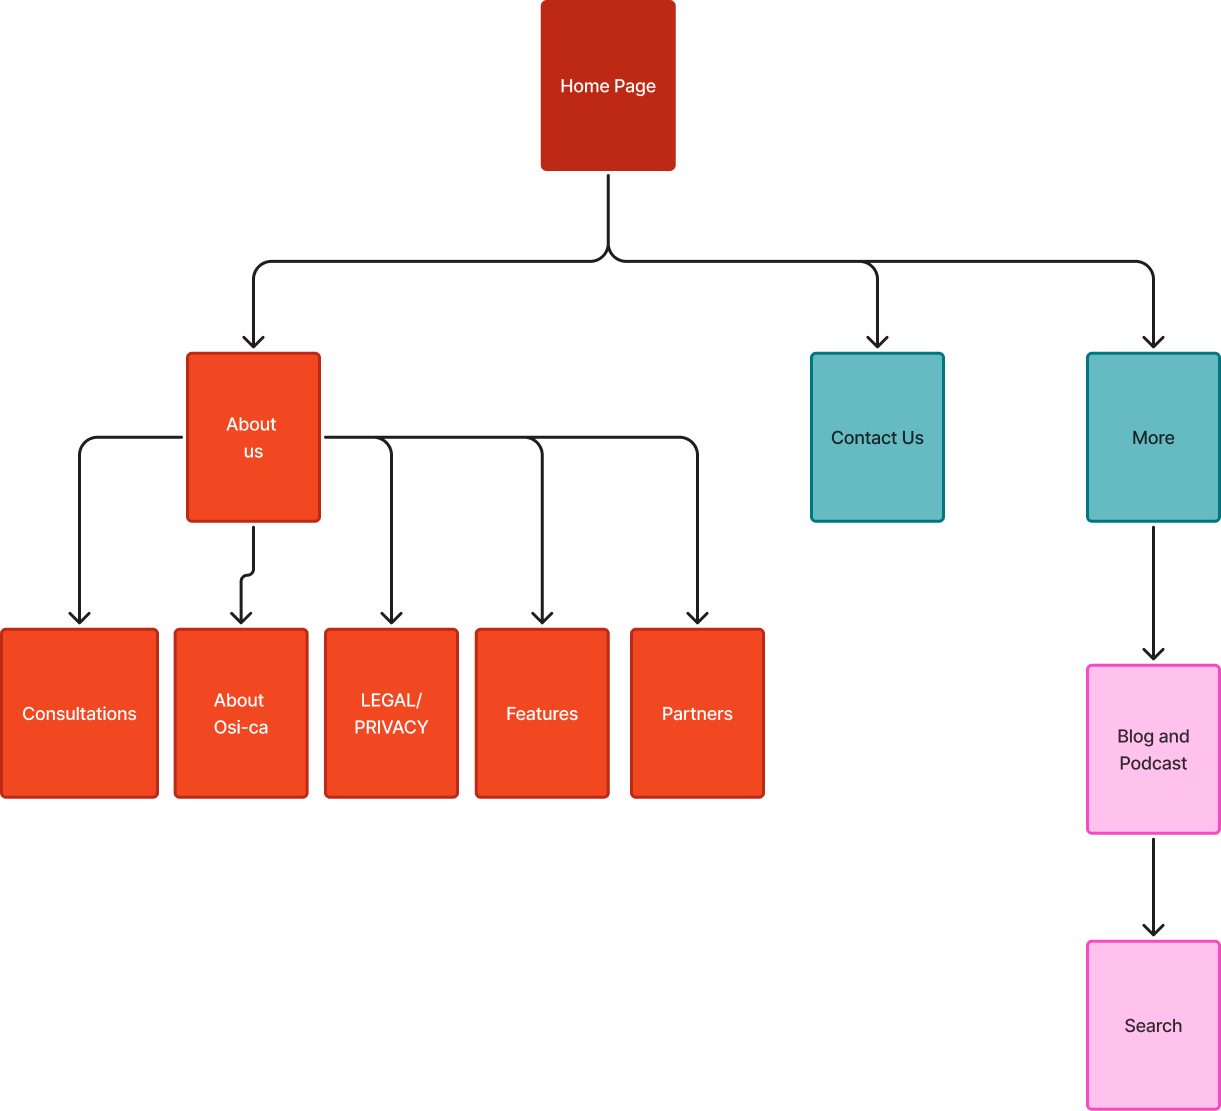 Home Page
About
us
Contact Us
More
Consultations
About
Osi-ca
LEGAL/
PRIVACY
Features
Partners
Blog and
Podcast
Search